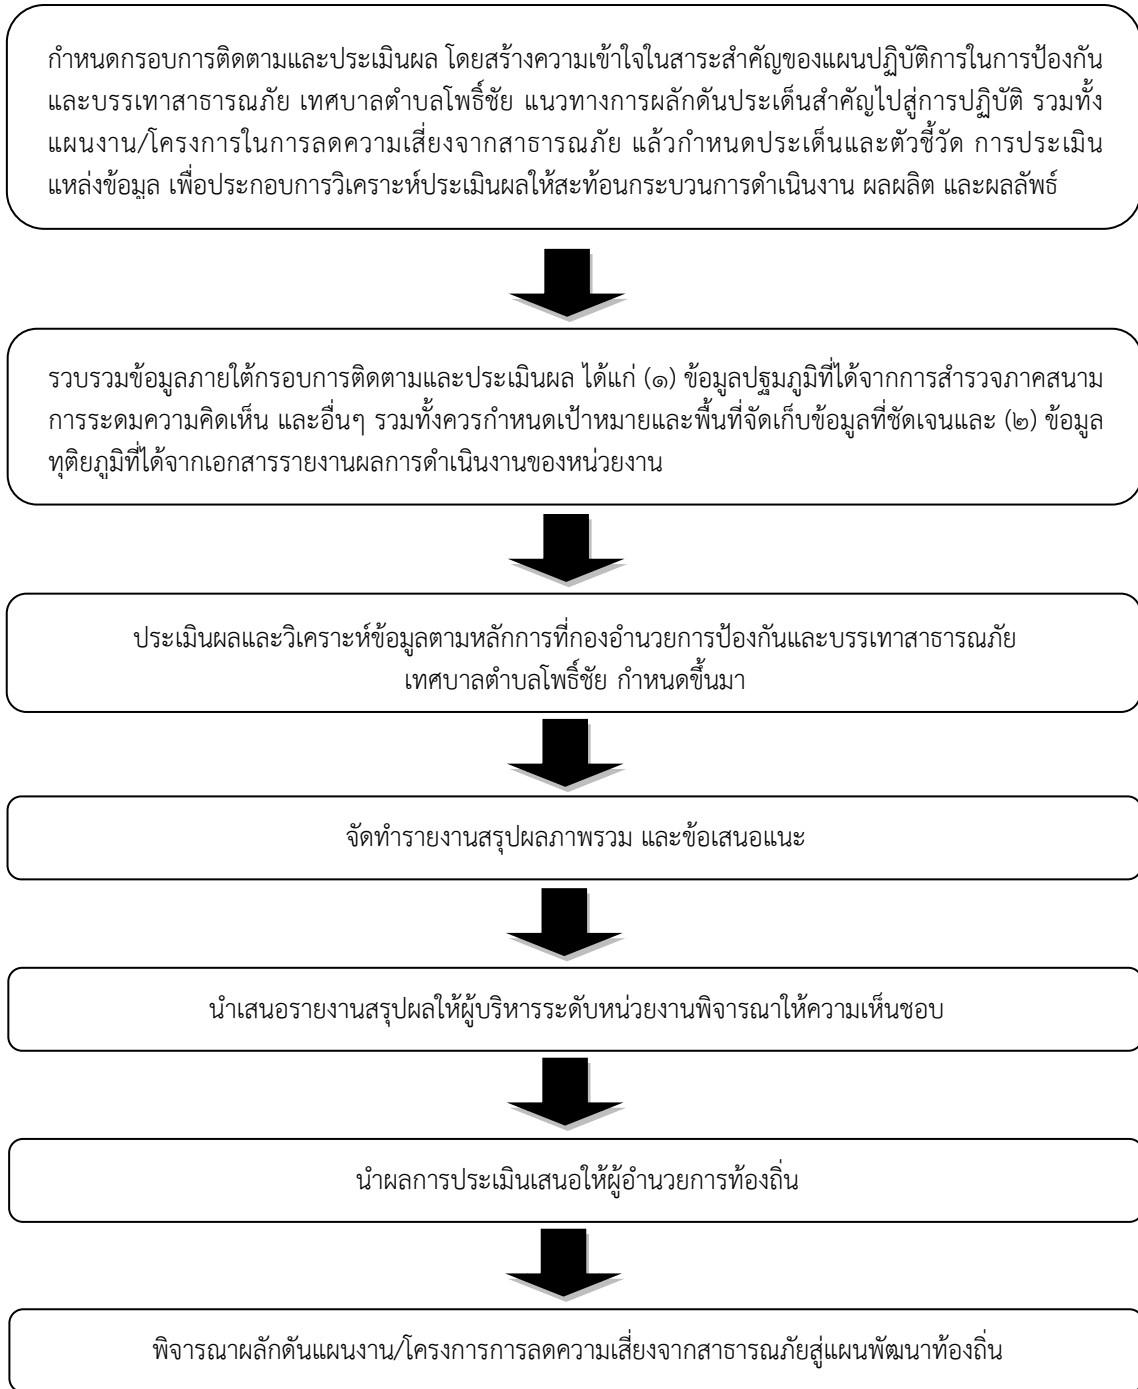 กำหนดกรอบการติดตามและประเมินผล โดยสร้างความเข้าใจในสาระสำคัญของแผนปฏิบัติการในการป้องกัน
และบรรเทาสาธารณภัย เทศบาลตำบลโพธิ์ชัย แนวทางการผลักดันประเด็นสำคัญไปสู่การปฏิบัติ รวมทั้ง
แผนงาน/โครงการในการลดความเสี่ยงจากสาธารณภัย แล้วกำหนดประเด็นและตัวชี้วัด การประเมิน
แหล่งข้อมูล เพื่อประกอบการวิเคราะห์ประเมินผลให้สะท้อนกระบวนการดำเนินงาน ผลผลิต และผลลัพธ์
รวบรวมข้อมูลภายใต้กรอบการติดตามและประเมินผล ได้แก่ (๑) ข้อมูลปฐมภูมิที่ได้จากการสำรวจภาคสนาม
การระดมความคิดเห็น และอื่นๆ รวมทั้งควรกำหนดเป้าหมายและพื้นที่จัดเก็บข้อมูลที่ชัดเจนและ (๒) ข้อมูล
ทุติยภูมิที่ได้จากเอกสารรายงานผลการดำเนินงานของหน่วยงาน
ประเมินผลและวิเคราะห์ข้อมูลตามหลักการที่กองอำนวยการป้องกันและบรรเทาสาธารณภัย
เทศบาลตำบลโพธิ์ชัย กำหนดขึ้นมา
จัดทำรายงานสรุปผลภาพรวม และข้อเสนอแนะ
นำเสนอรายงานสรุปผลให้ผู้บริหารระดับหน่วยงานพิจารณาให้ความเห็นชอบ
นำผลการประเมินเสนอให้ผู้อำนวยการท้องถิ่น
พิจารณาผลักดันแผนงาน/โครงการการลดความเสี่ยงจากสาธารณภัยสู่แผนพัฒนาท้องถิ่น